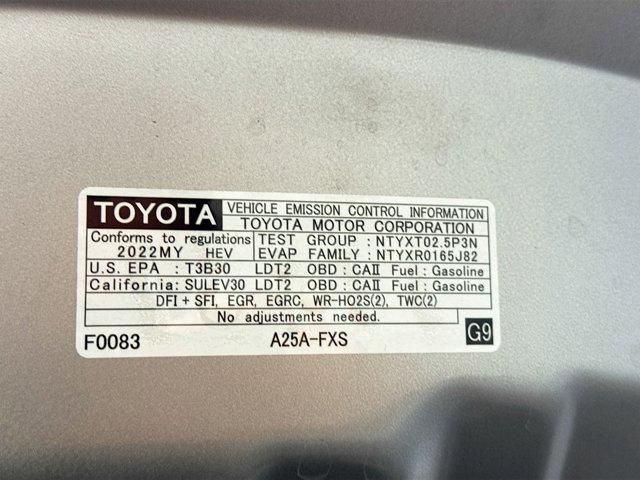 TOYOTA VEHICLE EMISSION CONTROL INFORMATION
TOYOTA MOTOR CORPORATION
Conforms to regulations TEST GROUP : NTYXT02.5P3N
2022MY HEV EVAP FAMILY : NTYXR0165J82
U.S. EPA : T3B30 LDT2 OBD : CAII Fuel : Gasoline
California: SULEV30 LDT2 OBD : CAII Fuel : Gasoline
DFI + SFI, EGR, EGRC, WR-HO2S(2), TWC(2)
No adjustments needed.
F0083 A25A-FXS G9